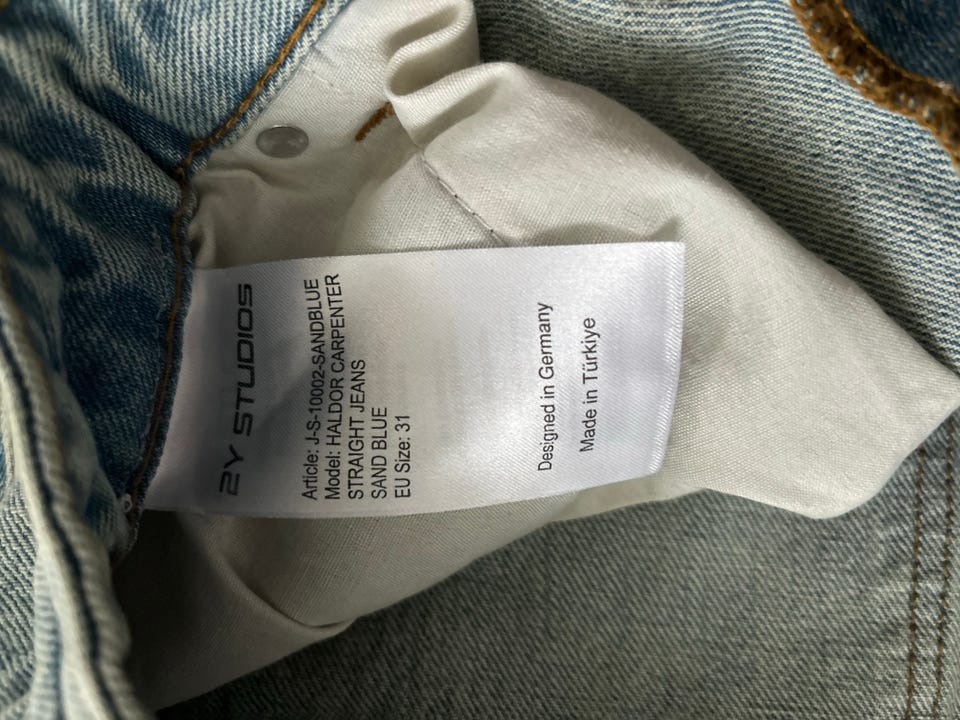 2Y STUDIOS
Article: J-S-10002-SANDBLUE
Model: HALDOR CARPENTER
STRAIGHT JEANS
SAND BLUE
EU Size: 31
Designed in Germany
Made in Türkiye